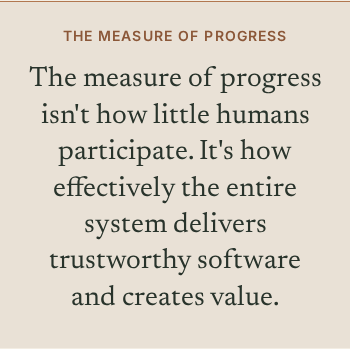 THE MEASURE OF PROGRESS
The measure of progress
isn't how little humans
participate. It's how
effectively the entire
system delivers
trustworthy software
and creates value.